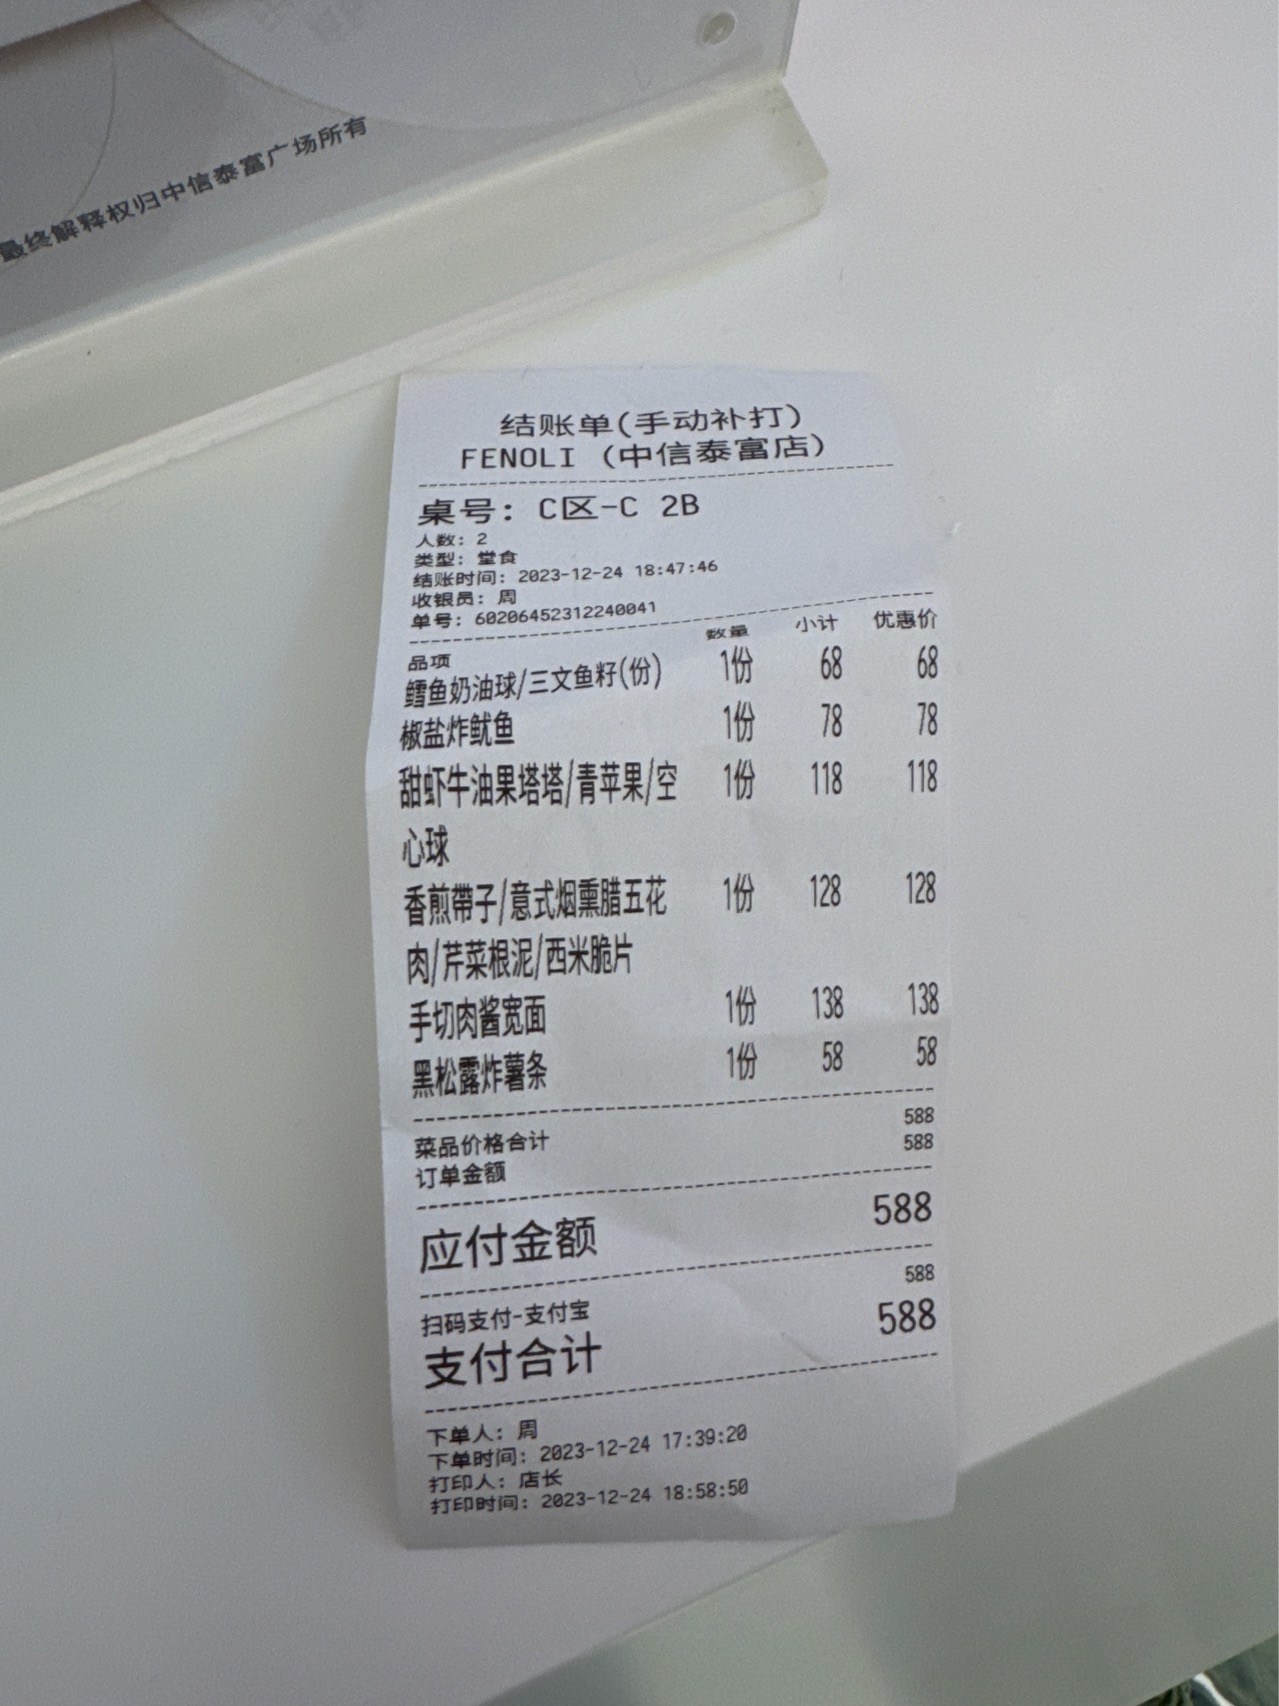 最终解释权归中信泰富广场所有
结账单(手动补打)
FENOLI (中信泰富店)
桌号: C区-C 2B
人数: 2
类型: 堂食
结账时间: 2023-12-24 18:47:46
收银员: 周
单号: 602064523122400​41
品项 数量 小计 优惠价
鳕鱼奶油球/三文鱼籽(份) 1份 68 68
椒盐炸鱿鱼 1份 78 78
甜虾牛油果塔塔/青苹果/空 1份 118 118
心球
香煎帶子/意式烟熏腊五花 1份 128 128
肉/芹菜根泥/西米脆片
手切肉酱宽面 1份 138 138
黑松露炸薯条 1份 58 58
菜品价格合计 588
订单金额 588
应付金额 588
扫码支付-支付宝 588
支付合计 588
下单人: 周
下单时间: 2023-12-24 17:39:20
打印人: 店长
打印时间: 2023-12-24 18:58:50